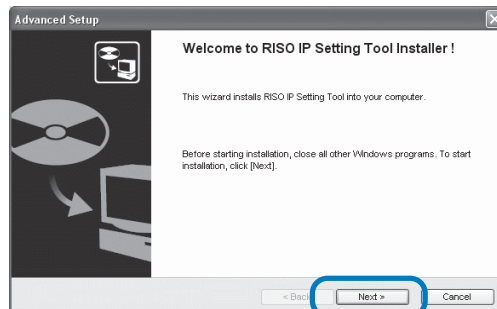 Advanced Setup
Welcome to RISO IP Setting Tool Installer !
This wizard installs RISO IP Setting Tool into your computer.
Before starting installation, close all other Windows programs. To start
installation, click [Next].
< Back
Next >
Cancel